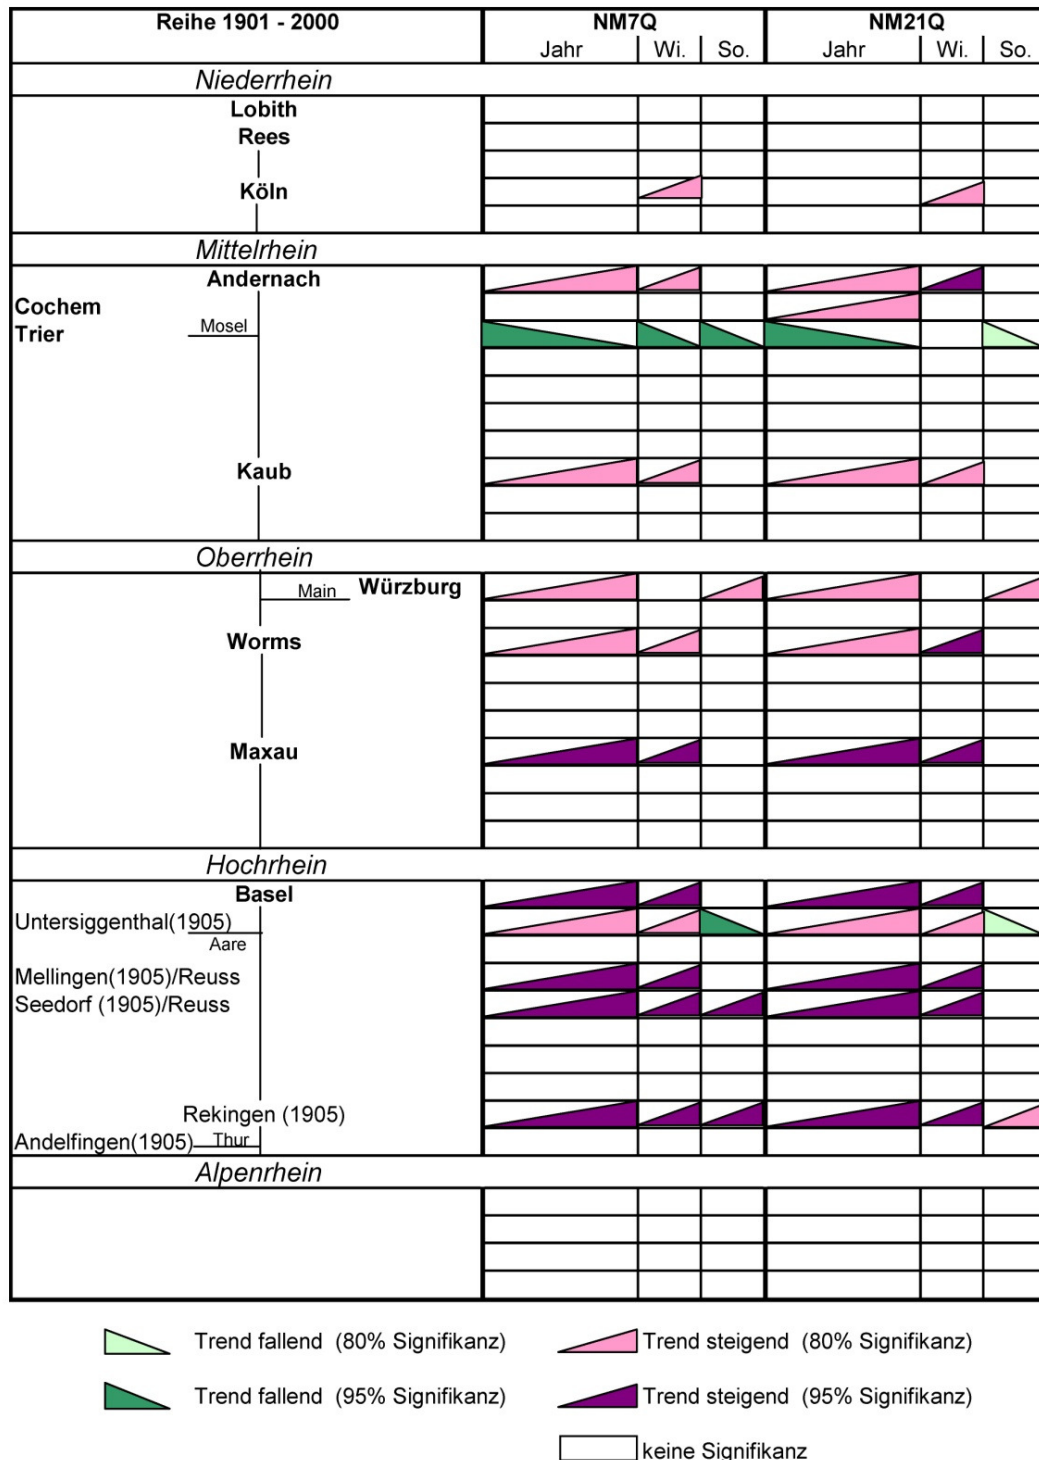 Reihe 1901 - 2000 NM7Q NM21Q
Jahr Wi. So. Jahr Wi. So.
Niederrhein
Lobith
Rees
Köln
Mittelrhein
Andernach
Cochem
Trier Mosel
Kaub
Oberrhein
Main Würzburg
Worms
Maxau
Hochrhein
Basel
Untersiggenthal(1905)
Aare
Mellingen(1905)/Reuss
Seedorf (1905)/Reuss
Rekingen (1905)
Andelfingen(1905) Thur
Alpenrhein
Trend fallend (80% Signifikanz) Trend steigend (80% Signifikanz)
Trend fallend (95% Signifikanz) Trend steigend (95% Signifikanz)
keine Signifikanz